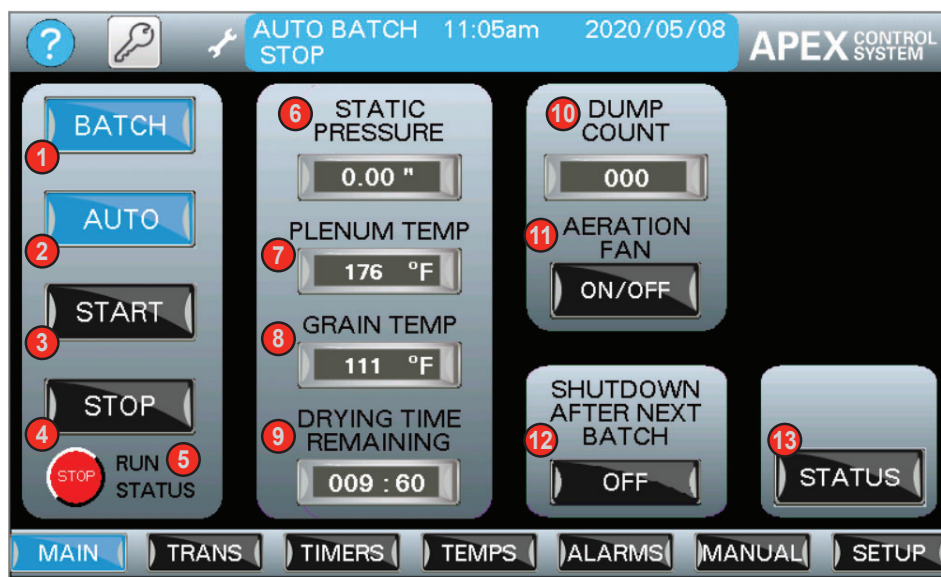 ?
AUTO BATCH 11:05am 2020/05/08
STOP
APEX CONTROL
SYSTEM
BATCH
1
AUTO
2
START
3
STOP
4
STOP
RUN 5
STATUS
6 STATIC
PRESSURE
0.00 "
PLENUM TEMP
7
176 °F
GRAIN TEMP
8
111 °F
DRYING TIME
9 REMAINING
009 : 60
10 DUMP
COUNT
000
11 AERATION
FAN
ON/OFF
SHUTDOWN
AFTER NEXT
12 BATCH
OFF
13
STATUS
MAIN TRANS TIMERS TEMPS ALARMS MANUAL SETUP